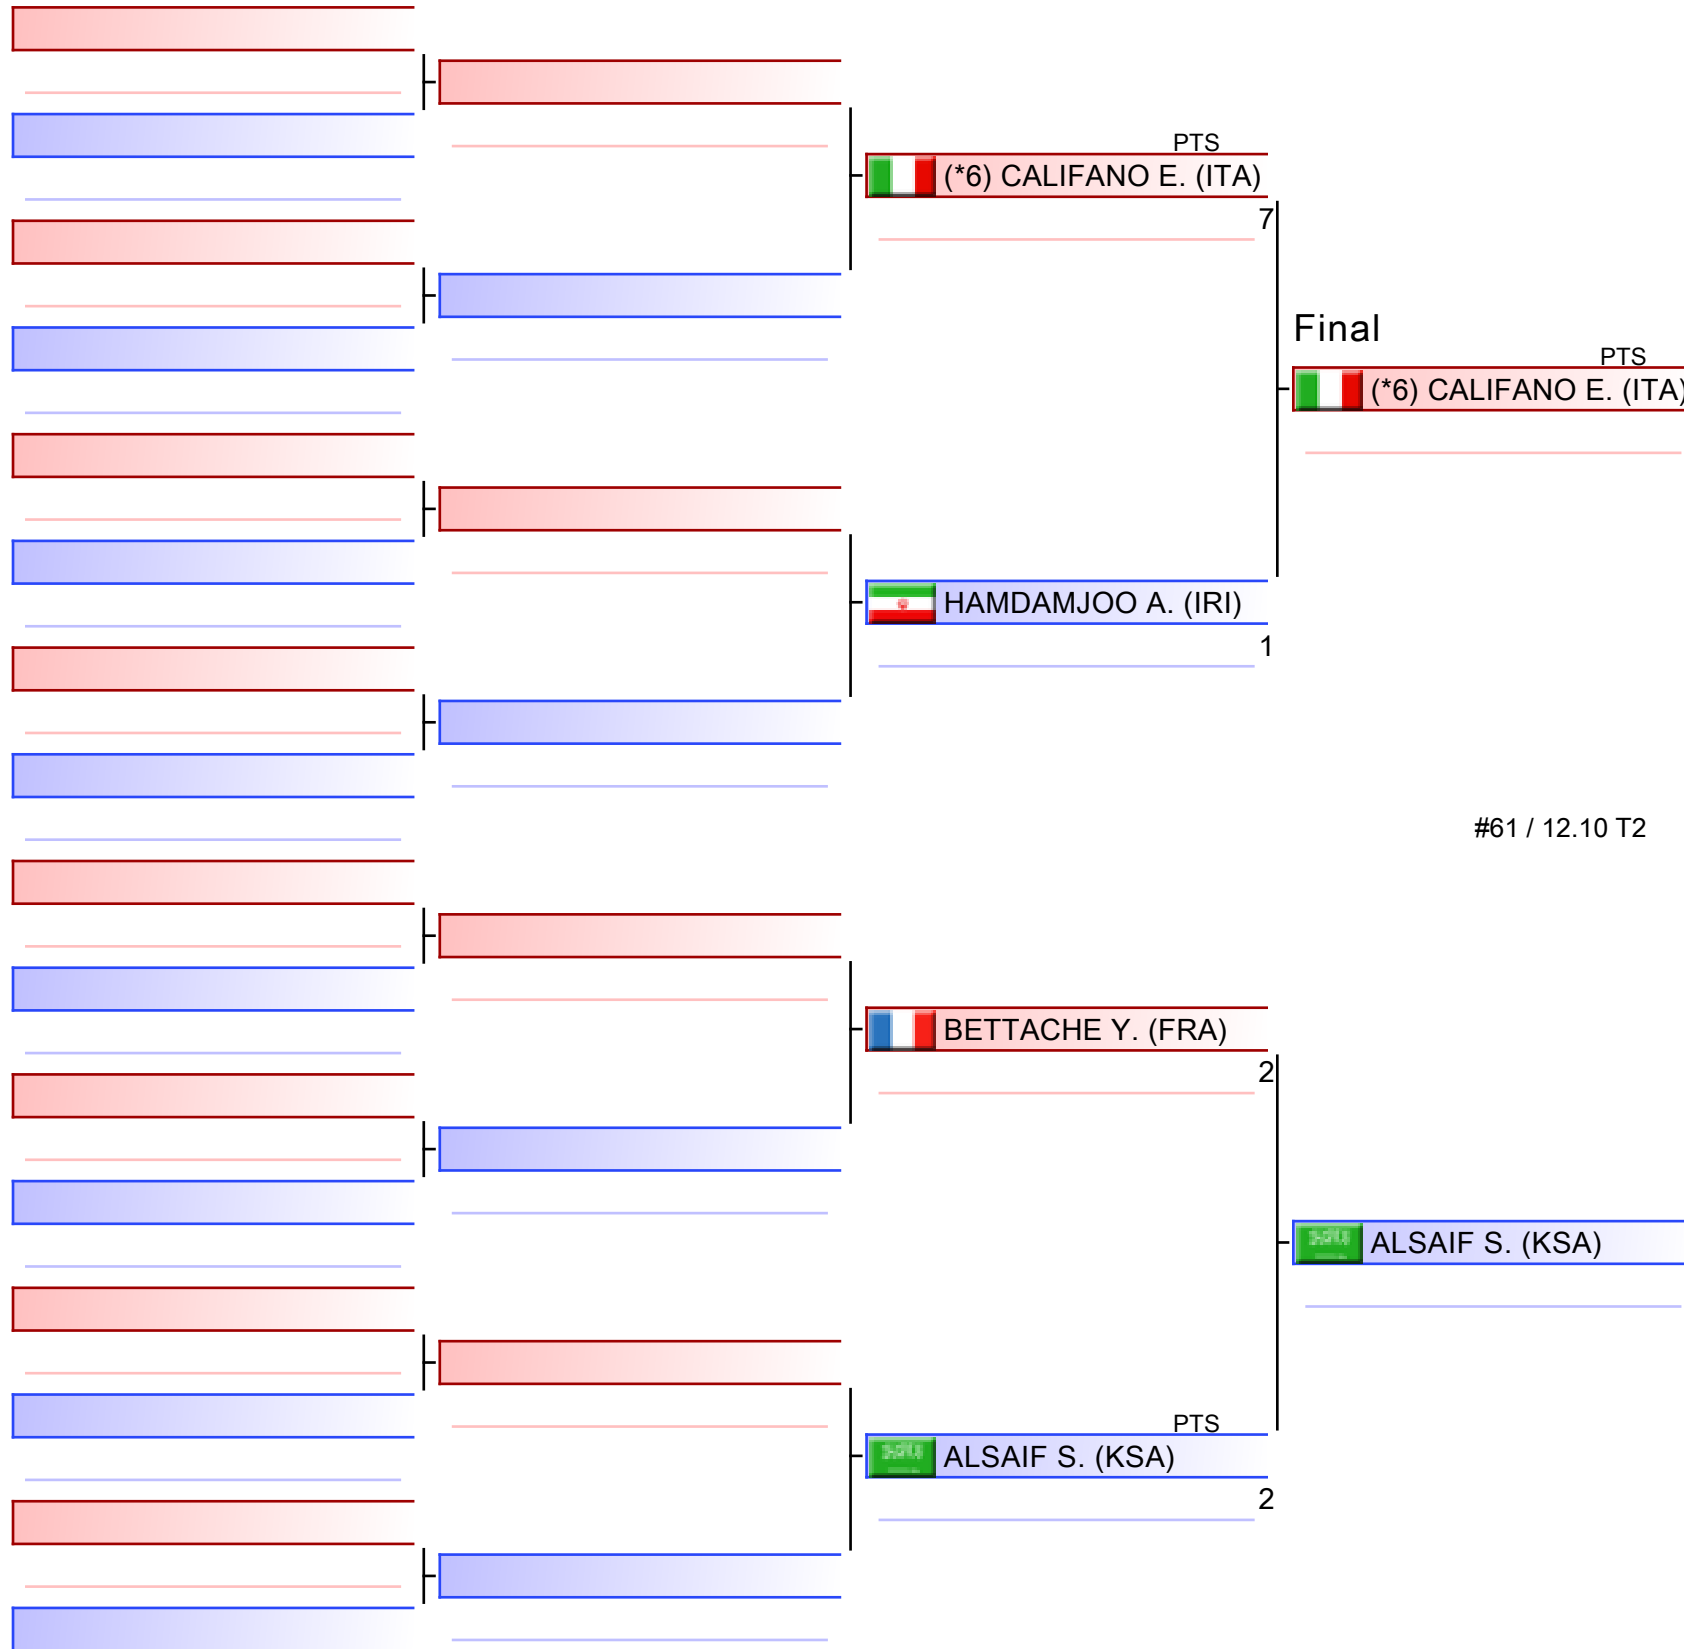 PTS
(*6) CALIFANO E. (ITA)
7
Final
PTS
(*6) CALIFANO E. (ITA)
HAMDAMJOO A. (IRI)
1
#61 / 12.10 T2
BETTACHE Y. (FRA)
2
ALSAIF S. (KSA)
PTS
ALSAIF S. (KSA)
2